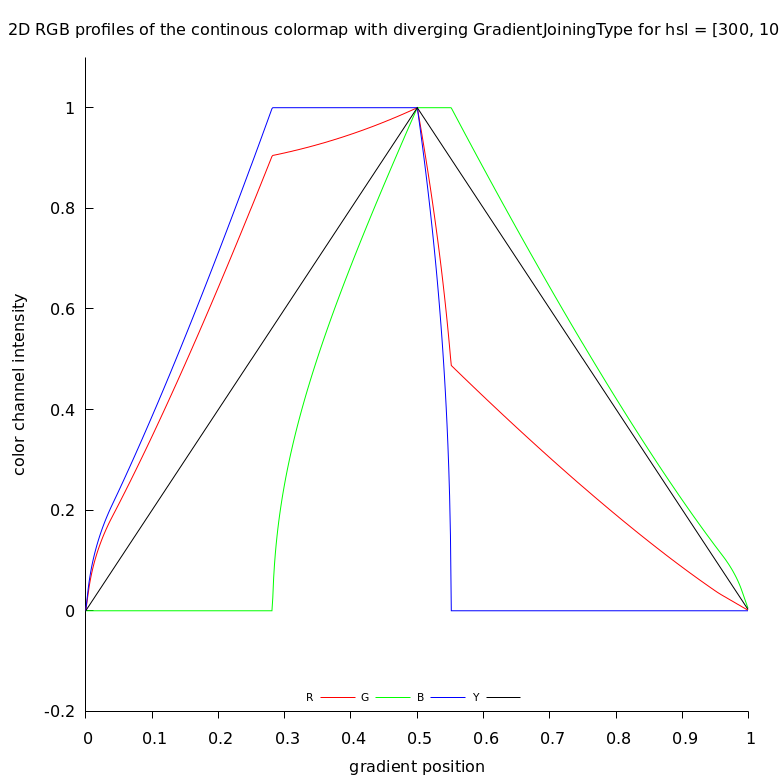 2D RGB profiles of the continous colormap with diverging GradientJoiningType for hsl = [300, 10
color channel intensity
1
0.8
0.6
0.4
0.2
0
-0.2
R G B Y
0 0.1 0.2 0.3 0.4 0.5 0.6 0.7 0.8 0.9 1
gradient position